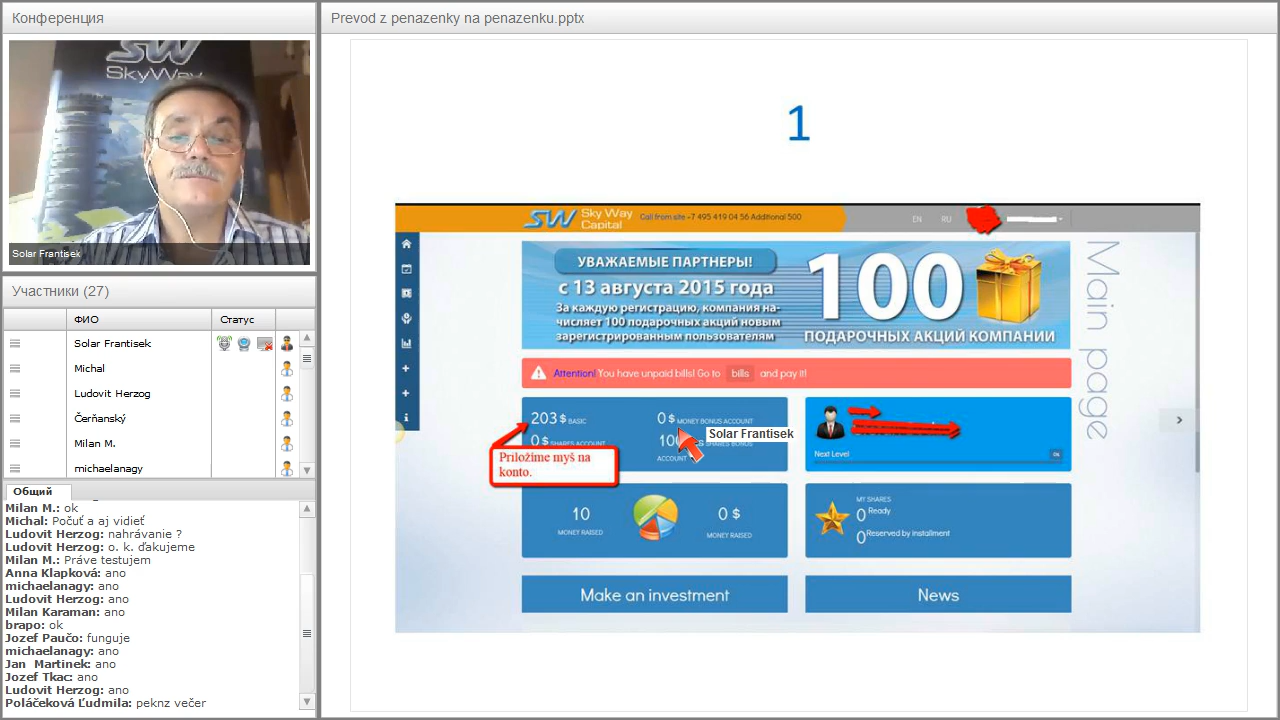 Конференция
SW
SkyWay
Solar Frantisek
Участники (27)
ФИО
Статус
Solar Frantisek
Michal
Ludovit Herzog
Čerňanský
Milan M.
michaelanagy
Общий
Milan M.: ok
Michal: Počuť a aj vidieť
Ludovit Herzog: nahrávanie ?
Ludovit Herzog: o. k. ďakujeme
Milan M.: Práve testujem
Anna Klapková: ano
michaelanagy: ano
Ludovit Herzog: ano
Milan Karaman: ano
brapo: ok
Jozef Paučo: funguje
michaelanagy: ano
Jan Martinek: ano
Jozef Tkac: ano
Ludovit Herzog: ano
Poláčeková Ľudmila: peknz večer
Prevod z penazenky na penazenku.pptx
1
SW Sky Way Capital
Call from site +7 495 419 04 56 Additional 500
EN RU
УВАЖАЕМЫЕ ПАРТНЕРЫ!
с 13 августа 2015 года
За каждую регистрацию, компания на-
числяет 100 подарочных акций новым
зарегистрированным пользователям
100
ПОДАРОЧНЫХ АКЦИЙ КОМПАНИИ
Main page
Attention! You have unpaid bills! Go to bills and pay it!
203 $ BASIC
0 $ MONEY BONUS ACCOUNT
0 $ SHARES ACCOUNT
SHARES BONUS
ACCOUNT
Solar Frantisek
Priložíme myš na
konto.
Next Level
10
MONEY RAISED
0 $
MONEY RAISED
MY SHARES
0 Ready
0 Reserved by installment
Make an investment
News